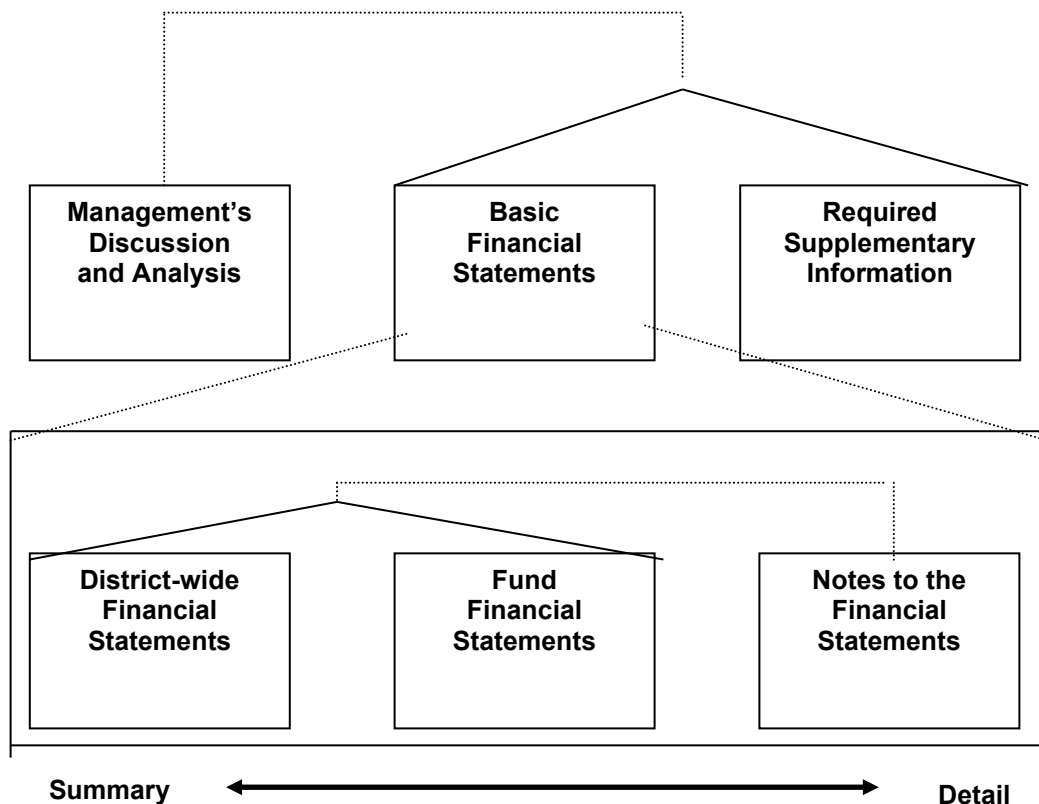 Management’s
Discussion
and Analysis
Basic
Financial
Statements
Required
Supplementary
Information
District-wide
Financial
Statements
Fund
Financial
Statements
Notes to the
Financial
Statements
Summary
Detail